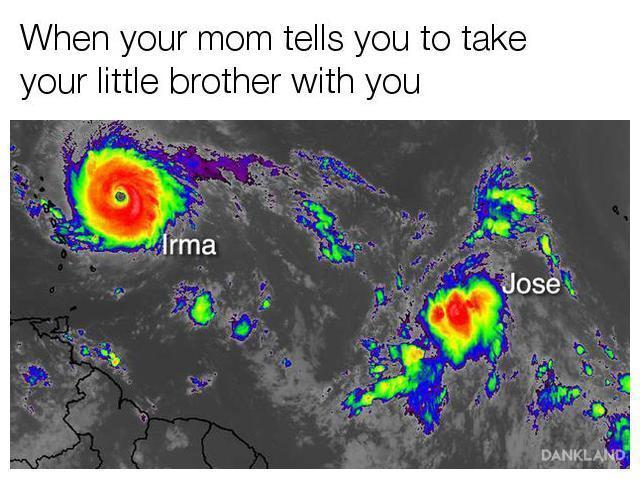 When your mom tells you to take
your little brother with you
Irma
Jose
DANKLAND